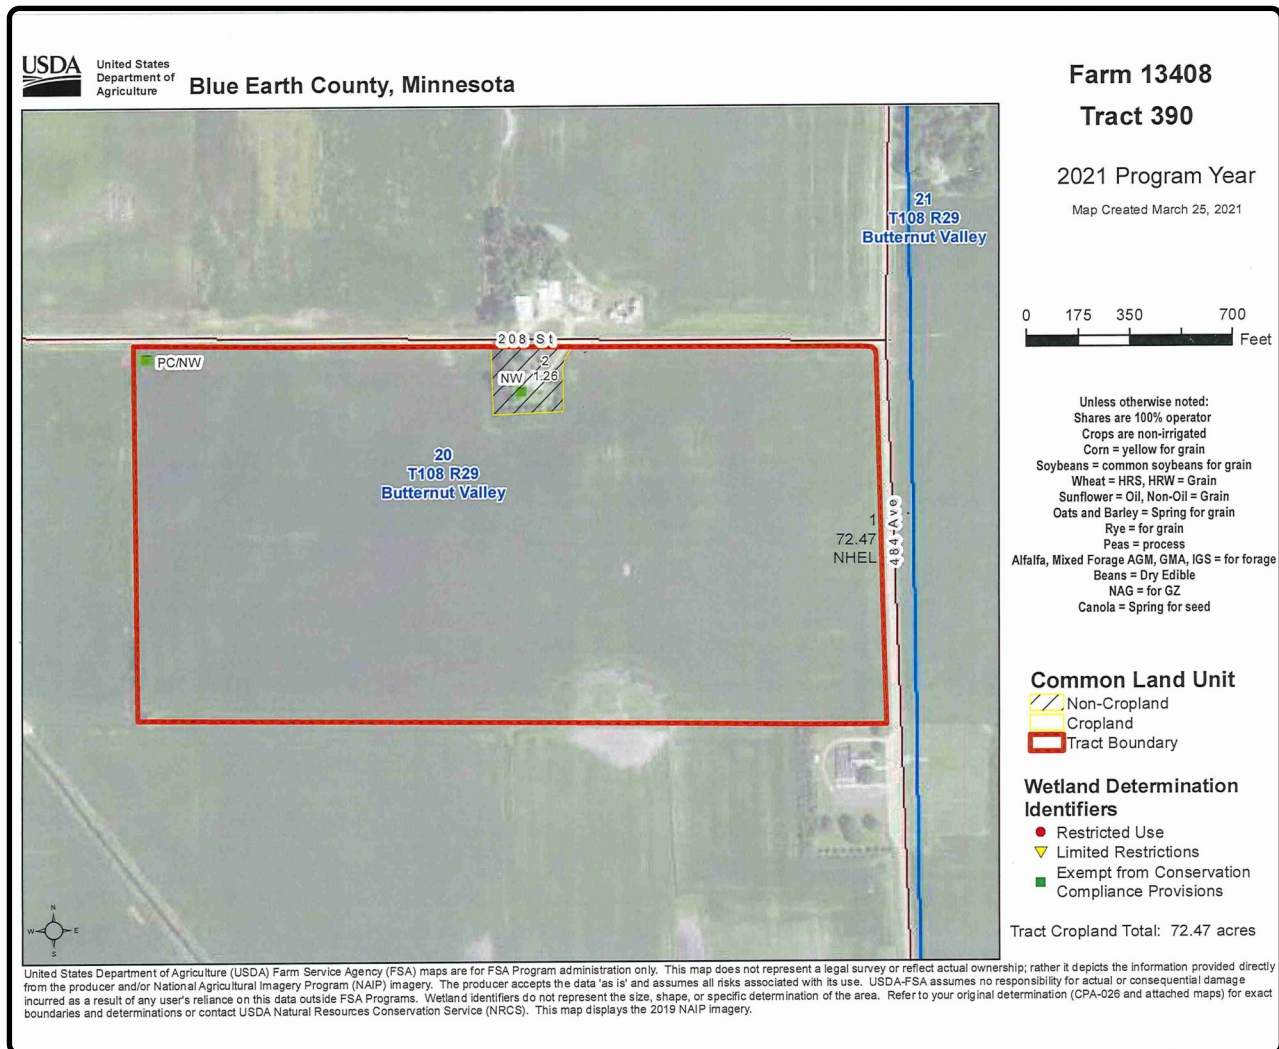 USDA
United States
Department of
Agriculture
Blue Earth County, Minnesota
Farm 13408
Tract 390
2021 Program Year
Map Created March 25, 2021
21
T108 R29
Butternut Valley
0 175 350 700
Feet
208-St
PC/NW
2
NW 1.26
20
T108 R29
Butternut Valley
1
72.47
NHEL
484-Ave
Unless otherwise noted:
Shares are 100% operator
Crops are non-irrigated
Corn = yellow for grain
Soybeans = common soybeans for grain
Wheat = HRS, HRW = Grain
Sunflower = Oil, Non-Oil = Grain
Oats and Barley = Spring for grain
Rye = for grain
Peas = process
Alfalfa, Mixed Forage AGM, GMA, IGS = for forage
Beans = Dry Edible
NAG = for GZ
Canola = Spring for seed
Common Land Unit
Non-Cropland
Cropland
Tract Boundary
Wetland Determination
Identifiers
Restricted Use
Limited Restrictions
Exempt from Conservation
Compliance Provisions
Tract Cropland Total: 72.47 acres
N
W E
S
United States Department of Agriculture (USDA) Farm Service Agency (FSA) maps are for FSA Program administration only. This map does not represent a legal survey or reflect actual ownership; rather it depicts the information provided directly
from the producer and/or National Agricultural Imagery Program (NAIP) imagery. The producer accepts the data 'as is' and assumes all risks associated with its use. USDA-FSA assumes no responsibility for actual or consequential damage
incurred as a result of any user's reliance on this data outside FSA Programs. Wetland identifiers do not represent the size, shape, or specific determination of the area. Refer to your original determination (CPA-026 and attached maps) for exact
boundaries and determinations or contact USDA Natural Resources Conservation Service (NRCS). This map displays the 2019 NAIP imagery.